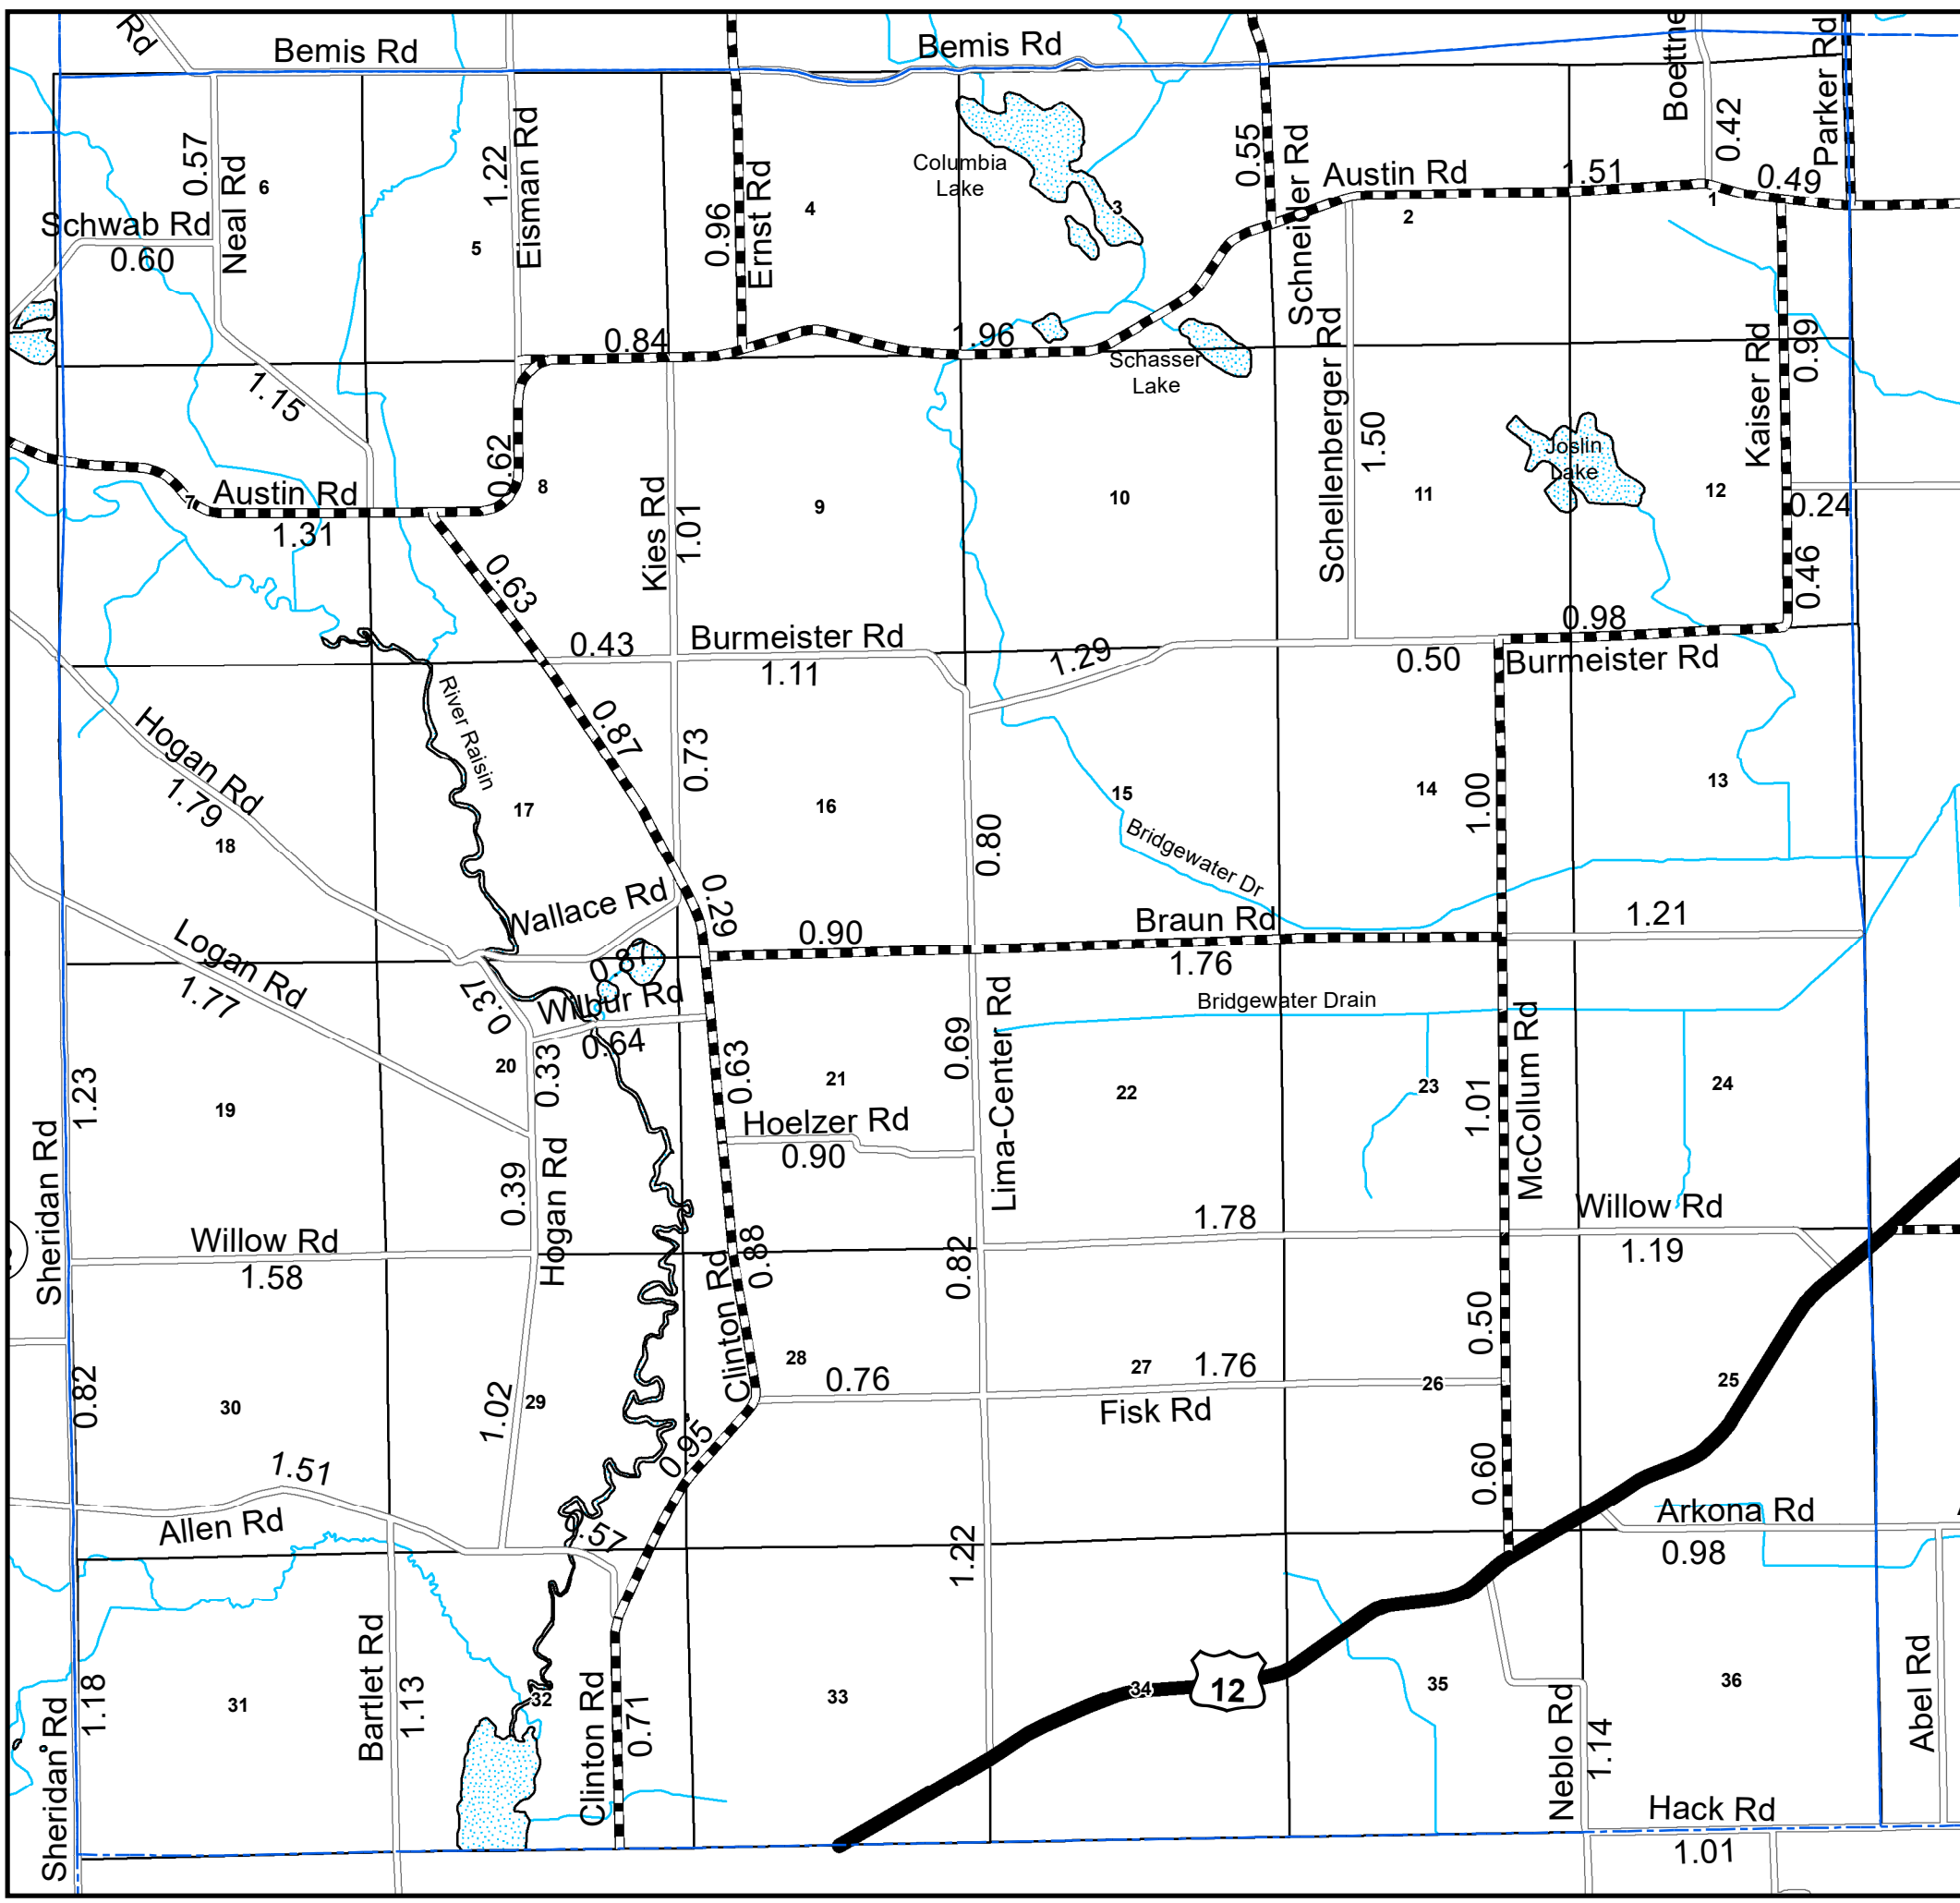 Rd
Bemis Rd
Bemis Rd
Boettne
Parker Rd
0.57
Neal Rd
6
1.22
Eisman Rd
5
0.96
Ernst Rd
4
Columbia
Lake
3
0.55
Schneider Rd
Austin Rd
1.51
2
0.42
0.49
1
Schwab Rd
0.60
0.84
1.96
Schasser
Lake
1.15
0.62
8
Schellenberger Rd
1.50
Kaiser Rd
0.99
Joslin
Lake
7
Austin Rd
1.31
Kies Rd
1.01
9
10
11
12
0.24
0.63
0.46
0.43
Burmeister Rd
1.11
1.29
0.50
0.98
Burmeister Rd
River Raisin
0.87
0.73
Hogan Rd
1.79
18
17
16
0.80
15
14
1.00
13
Bridgewater Dr
Wallace Rd
0.29
0.90
Braun Rd
1.76
1.21
Logan Rd
1.77
0.37
0.87
Wilbur Rd
0.64
Bridgewater Drain
20
0.33
0.63
21
0.69
Lima-Center Rd
22
23
1.01
McCollum Rd
24
1.23
19
Hoelzer Rd
0.90
Sheridan Rd
0.39
Hogan Rd
Willow Rd
1.58
0.88
Clinton Rd
0.82
1.78
Willow Rd
1.19
0.50
28
0.76
27
1.76
Fisk Rd
26
25
0.82
30
1.02
29
0.95
0.60
1.51
Allen Rd
.57
1.22
Arkona Rd
0.98
Sheridan Rd
1.18
31
Bartlet Rd
1.13
32
Clinton Rd
0.71
33
34
12
35
Neblo Rd
1.14
36
Abel Rd
Hack Rd
1.01